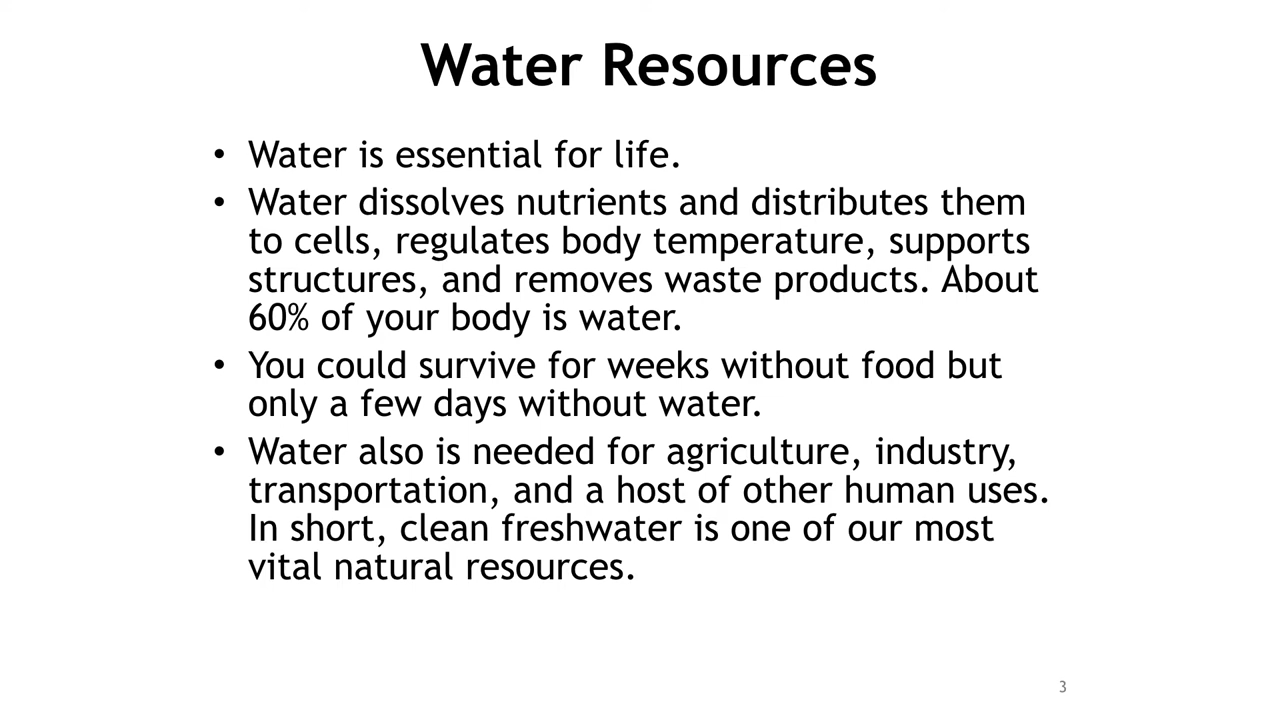 Water Resources
• Water is essential for life.
• Water dissolves nutrients and distributes them
to cells, regulates body temperature, supports
structures, and removes waste products. About
60% of your body is water.
• You could survive for weeks without food but
only a few days without water.
• Water also is needed for agriculture, industry,
transportation, and a host of other human uses.
In short, clean freshwater is one of our most
vital natural resources.
3